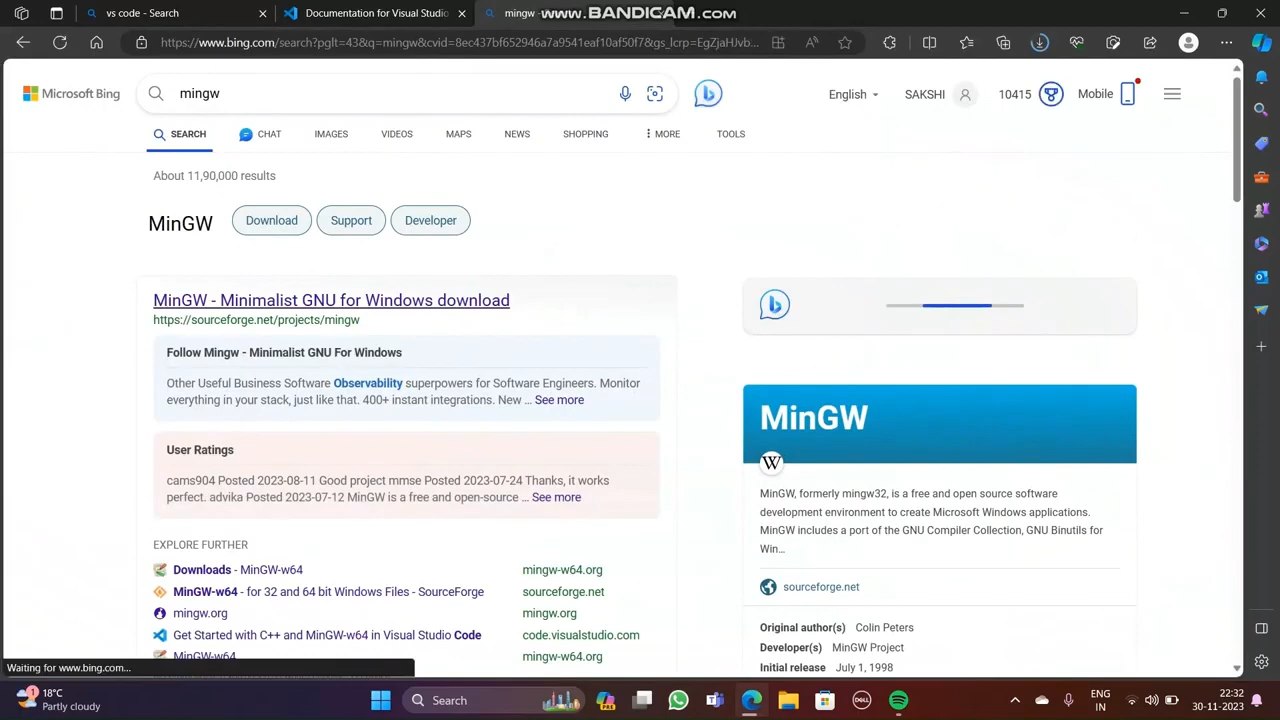 vs code - Search
Documentation for Visual Studio
mingw
www.BANDICAM.com
https://www.bing.com/search?pglt=43&q=mingw&cvid=8ec437bf652946a7a9541eaf10af50f7&gs_lcrp=EgZjaHJvb...
Microsoft Bing
mingw
English
SAKSHI
10415
Mobile
SEARCH
CHAT
IMAGES
VIDEOS
MAPS
NEWS
SHOPPING
MORE
TOOLS
About 11,90,000 results
MinGW
Download
Support
Developer
MinGW - Minimalist GNU for Windows download
https://sourceforge.net/projects/mingw
Follow Mingw - Minimalist GNU For Windows
Other Useful Business Software Observability superpowers for Software Engineers. Monitor
everything in your stack, just like that. 400+ instant integrations. New ... See more
User Ratings
cams904 Posted 2023-08-11 Good project mmse Posted 2023-07-24 Thanks, it works
perfect. advika Posted 2023-07-12 MinGW is a free and open-source ... See more
EXPLORE FURTHER
Downloads - MinGW-w64 mingw-w64.org
MinGW-w64 - for 32 and 64 bit Windows Files - SourceForge sourceforge.net
mingw.org mingw.org
Get Started with C++ and MinGW-w64 in Visual Studio Code code.visualstudio.com
MinGW-w64 mingw-w64.org
MinGW
W
MinGW, formerly mingw32, is a free and open source software
development environment to create Microsoft Windows applications.
MinGW includes a part of the GNU Compiler Collection, GNU Binutils for
Win...
sourceforge.net
Original author(s) Colin Peters
Developer(s) MinGW Project
Initial release July 1, 1998
Waiting for www.bing.com...
1
18°C
Partly cloudy
Search
PRE
DELL
ENG
IN
22:32
30-11-2023